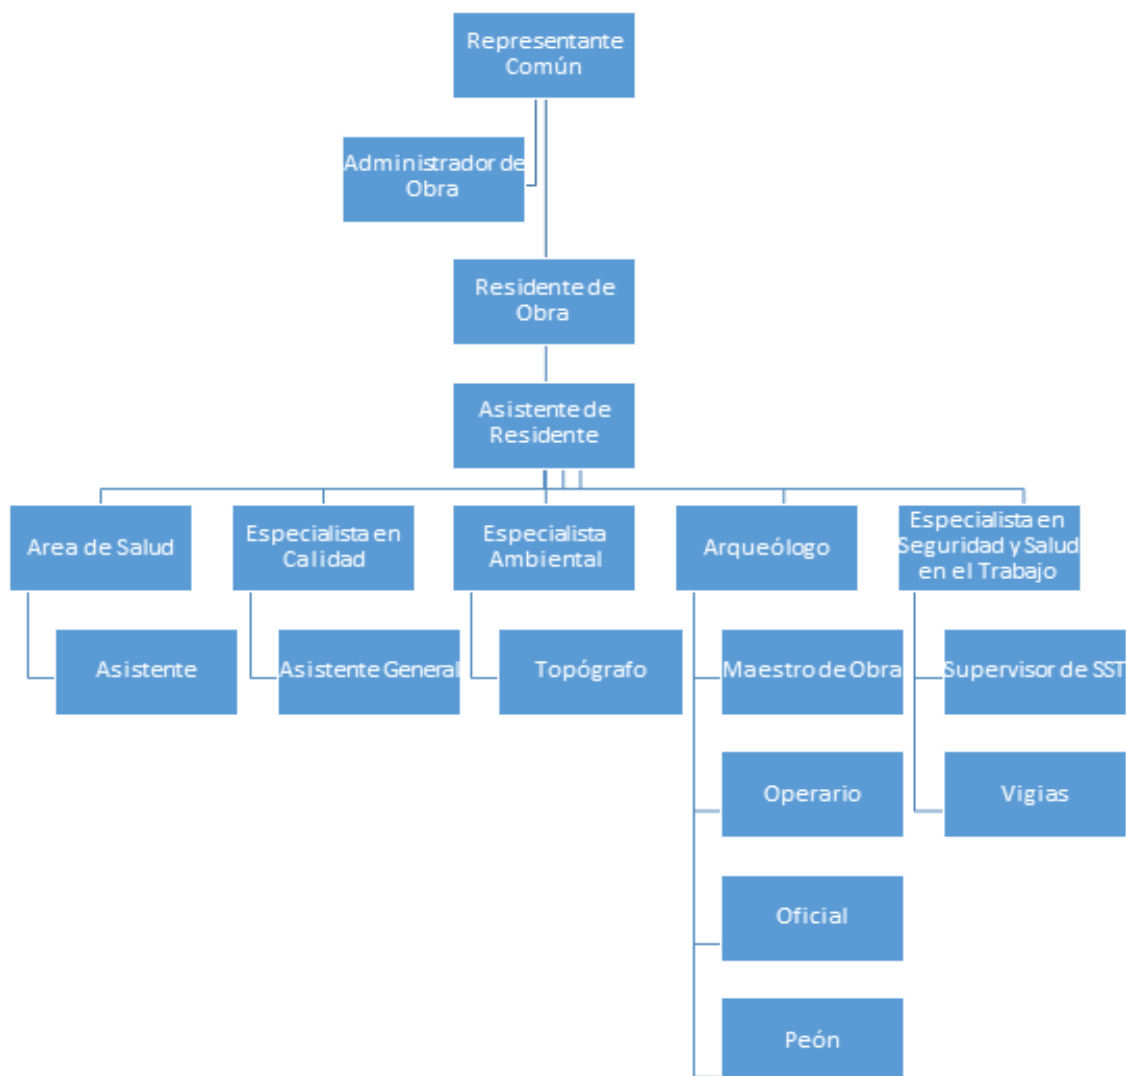 Representante
Común
Administrador de
Obra
Residente de
Obra
Asistente de
Residente
Area de Salud
Especialista en
Calidad
Especialista
Ambiental
Arqueólogo
Especialista en
Seguridad y Salud
en el Trabajo
Asistente
Asistente General
Topógrafo
Maestro de Obra
Supervisor de SST
Operario
Vigias
Oficial
Peón